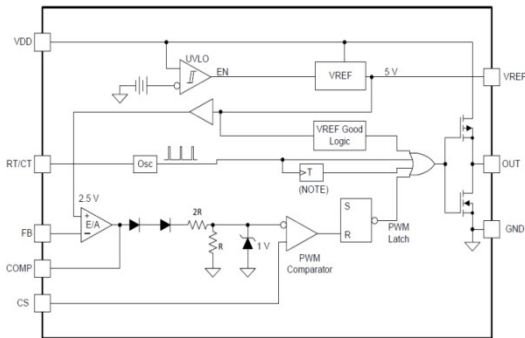 VDD
UVLO
EN
VREF
5 V
VREF
VREF Good
Logic
RT/CT
Osc
T
(NOTE)
OUT
2.5 V
+
E/A
−
2R
R
1 V
S
R
PWM
Latch
PWM
Comparator
FB
GND
COMP
CS